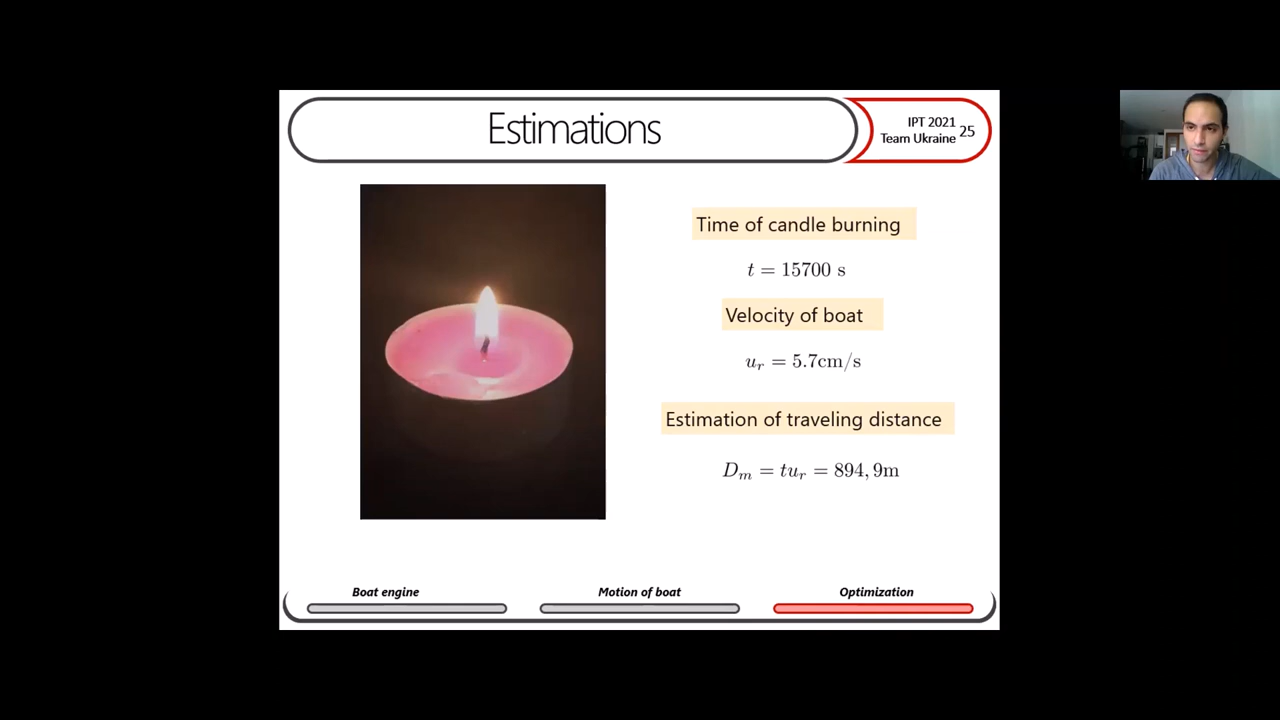 Estimations
IPT 2021
Team Ukraine 25
Time of candle burning
t = 15700 s
Velocity of boat
u_r = 5.7cm/s
Estimation of traveling distance
D_m = tu_r = 894,9m
Boat engine
Motion of boat
Optimization